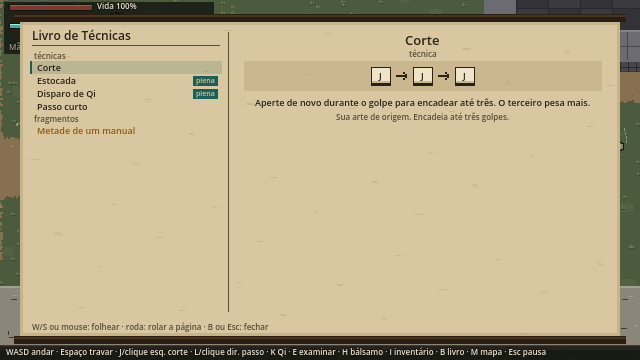 Vida 100%
Livro de Técnicas
técnicas
Corte
Estocada plena
Disparo de Qi plena
Passo curto
fragmentos
Metade de um manual
Corte
técnica
J → J → J
Aperte de novo durante o golpe para encadear até três. O terceiro pesa mais.
Sua arte de origem. Encadeia até três golpes.
W/S ou mouse: folhear · roda: rolar a página · B ou Esc: fechar
WASD andar · Espaço travar · J/clique esq. corte · L/clique dir. passo · K Qi · E examinar · H bálsamo · I inventário · B livro · M mapa · Esc pausa